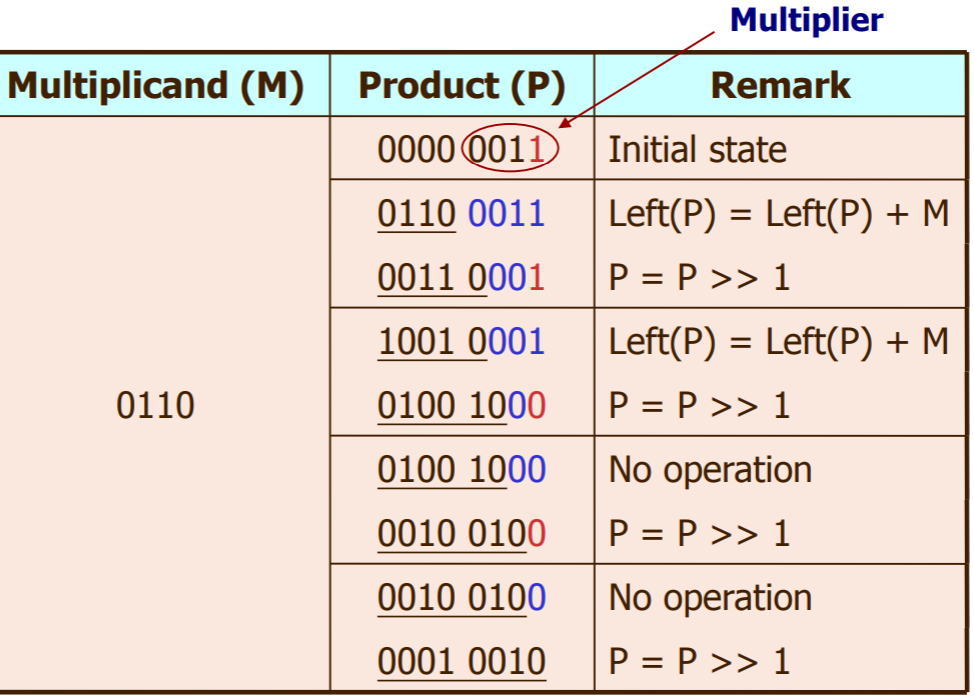 Multiplier
Multiplicand (M) Product (P) Remark
0000 0011 Initial state
0110 0011 Left(P) = Left(P) + M
0011 0001 P = P >> 1
1001 0001 Left(P) = Left(P) + M
0110 0100 1000 P = P >> 1
0100 1000 No operation
0010 0100 P = P >> 1
0010 0100 No operation
0001 0010 P = P >> 1